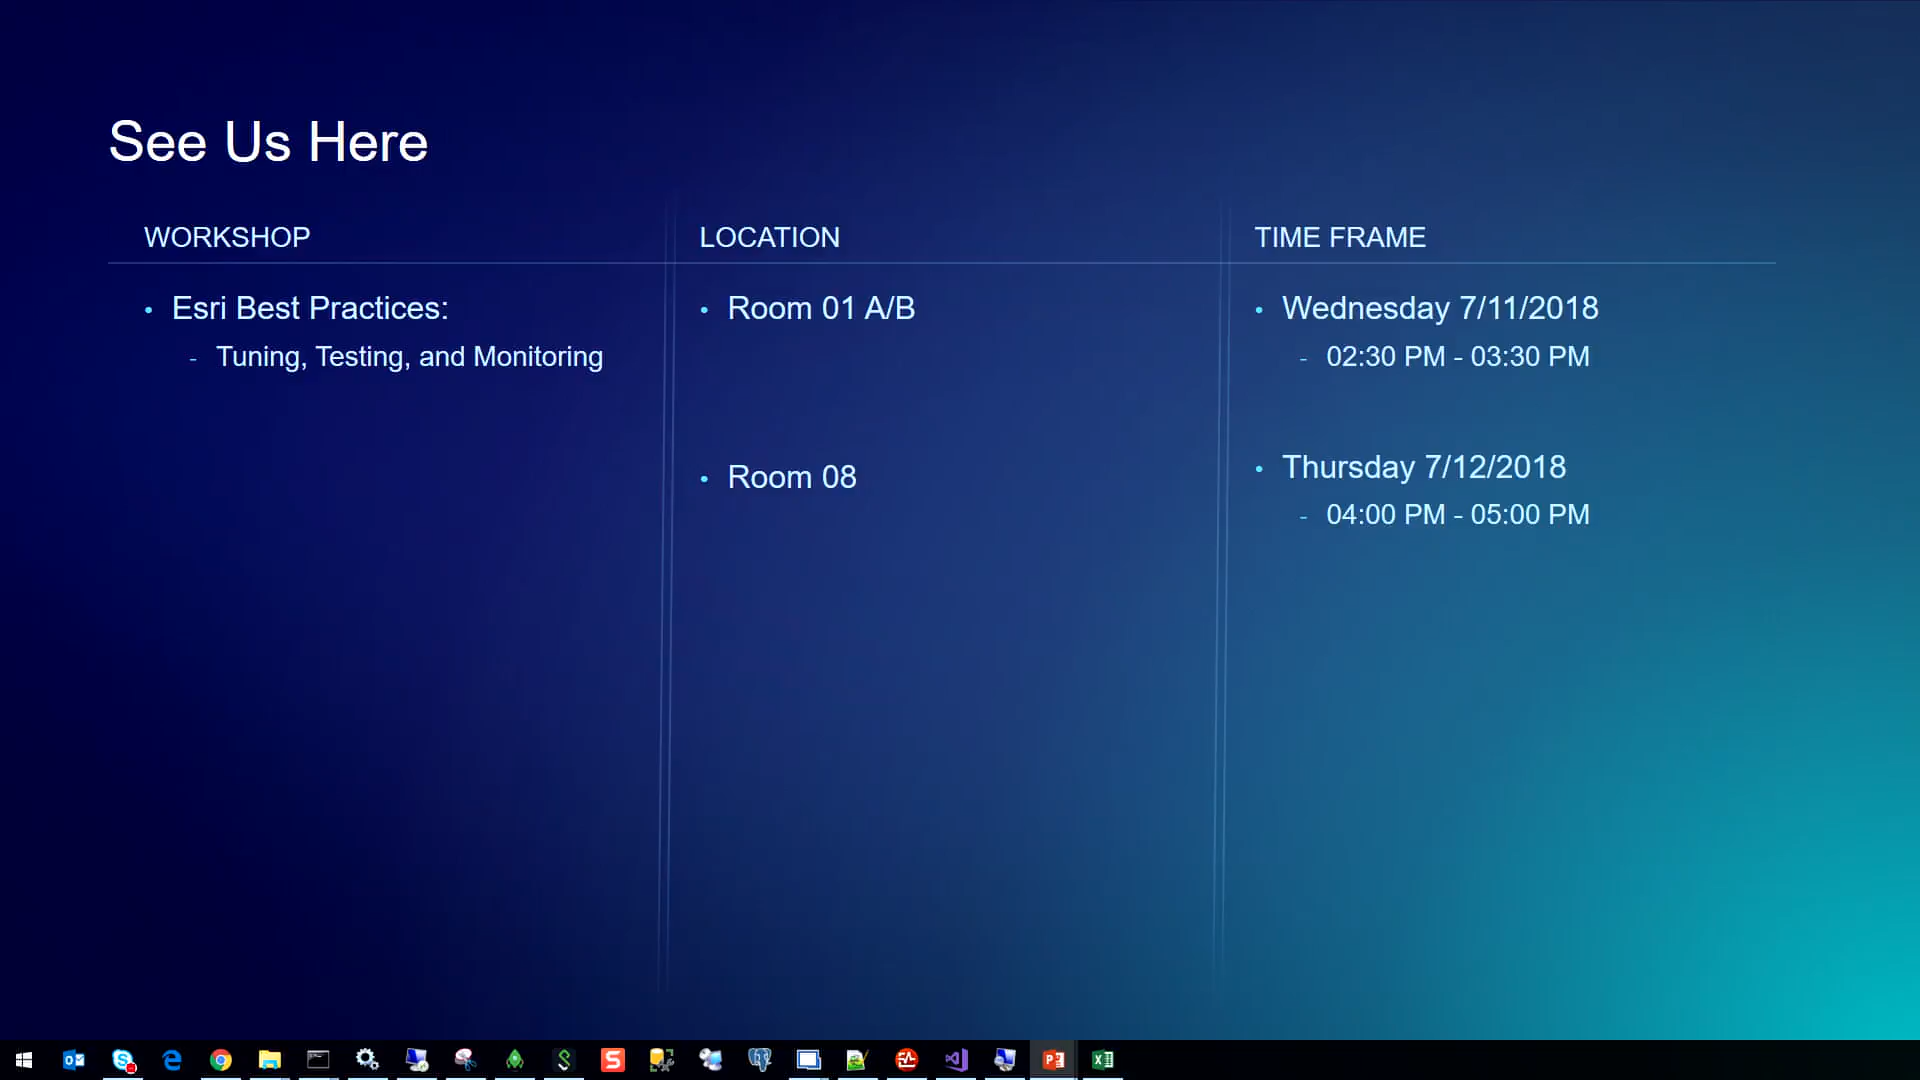 See Us Here
WORKSHOP
LOCATION
TIME FRAME
• Esri Best Practices:
- Tuning, Testing, and Monitoring
• Room 01 A/B
• Room 08
• Wednesday 7/11/2018
- 02:30 PM - 03:30 PM
• Thursday 7/12/2018
- 04:00 PM - 05:00 PM